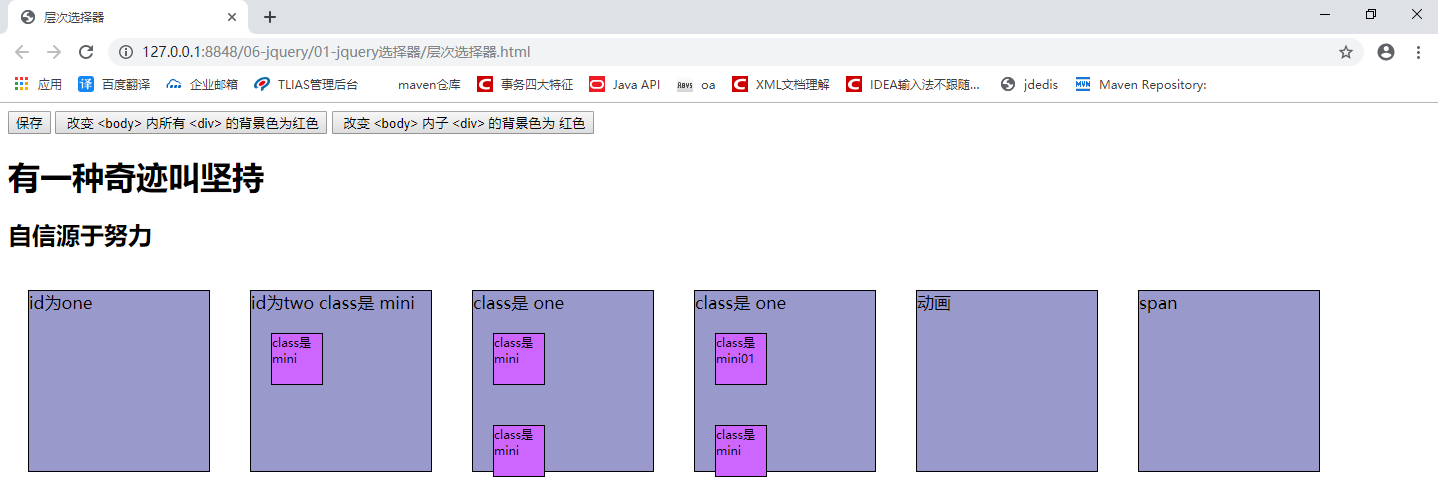 层次选择器
127.0.0.1:8848/06-jquery/01-jquery选择器/层次选择器.html
应用 译 百度翻译 企业邮箱 TLIAS管理后台 maven仓库 C 事务四大特征 Java API RBVS oa C XML文档理解 C IDEA输入法不跟随... jdedis MVN Maven Repository:
保存 改变 <body> 内所有 <div> 的背景色为红色 改变 <body> 内子 <div> 的背景色为 红色
有一种奇迹叫坚持
自信源于努力
id为one
id为two class是 mini
class是
mini
class是 one
class是
mini
class是
mini
class是 one
class是
mini01
class是
mini
动画
span